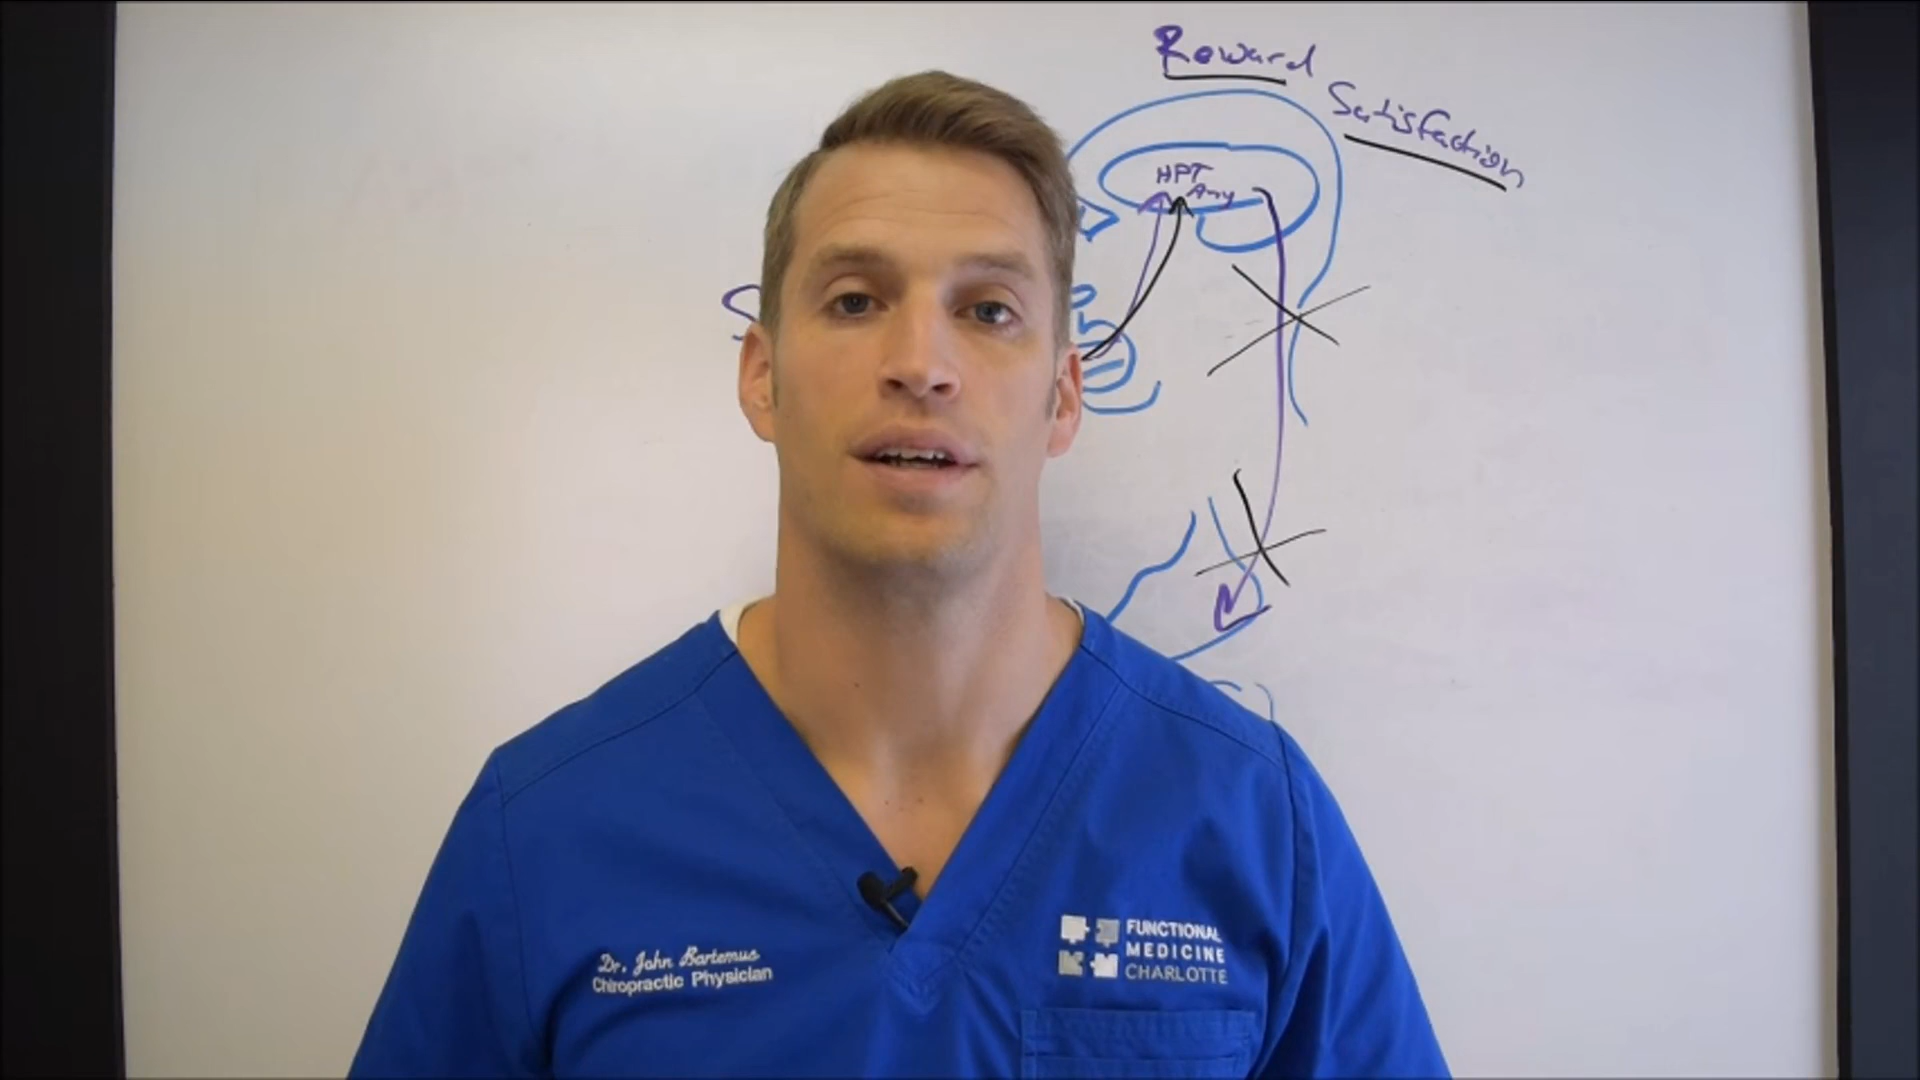 Reward
Satisfaction
HPT
Amy
S
Dr. John Bartemus
Chiropractic Physician
FUNCTIONAL
MEDICINE
CHARLOTTE